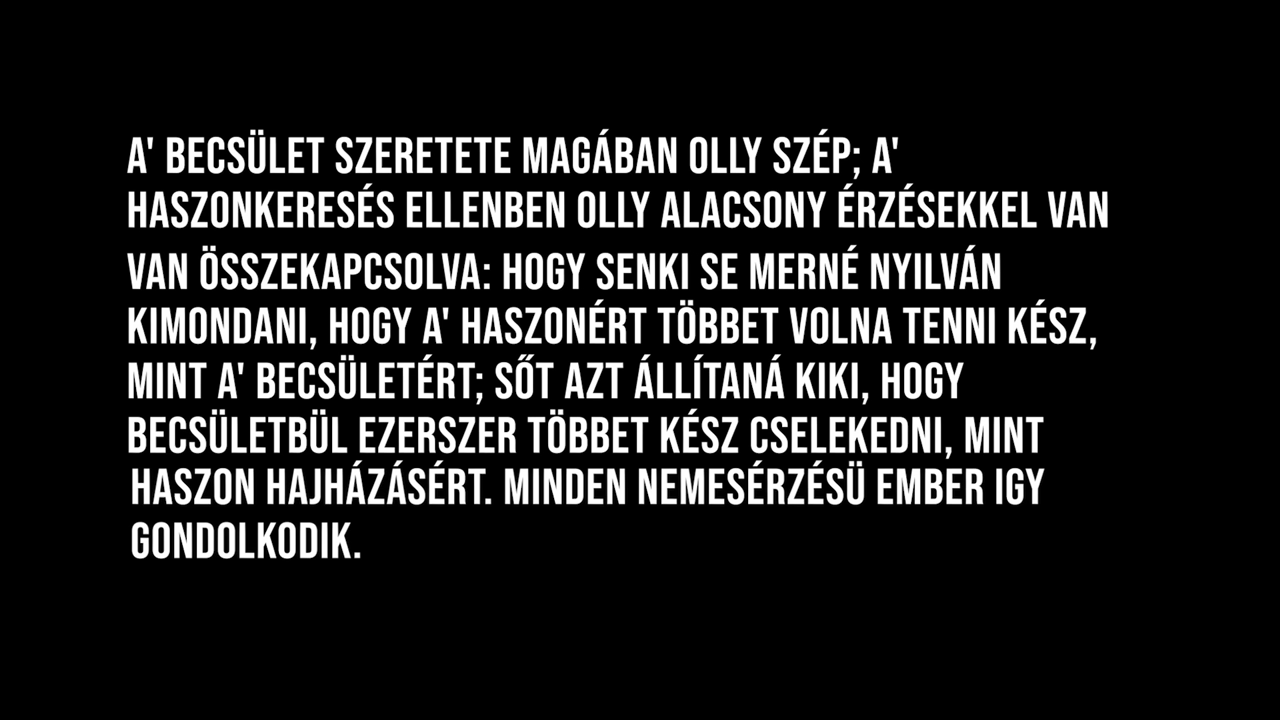 A' BECSÜLET SZERETETE MAGÁBAN OLLY SZÉP; A'
HASZONKERESÉS ELLENBEN OLLY ALACSONY ÉRZÉSEKKEL VAN
VAN ÖSSZEKAPCSOLVA: HOGY SENKI SE MERNÉ NYILVÁN
KIMONDANI, HOGY A' HASZONÉRT TÖBBET VOLNA TENNI KÉSZ,
MINT A' BECSÜLETÉRT; SŐT AZT ÁLLÍTANÁ KIKI, HOGY
BECSÜLETBÜL EZERSZER TÖBBET KÉSZ CSELEKEDNI, MINT
HASZON HAJHÁZÁSÉRT. MINDEN NEMESÉRZÉSÜ EMBER IGY
GONDOLKODIK.